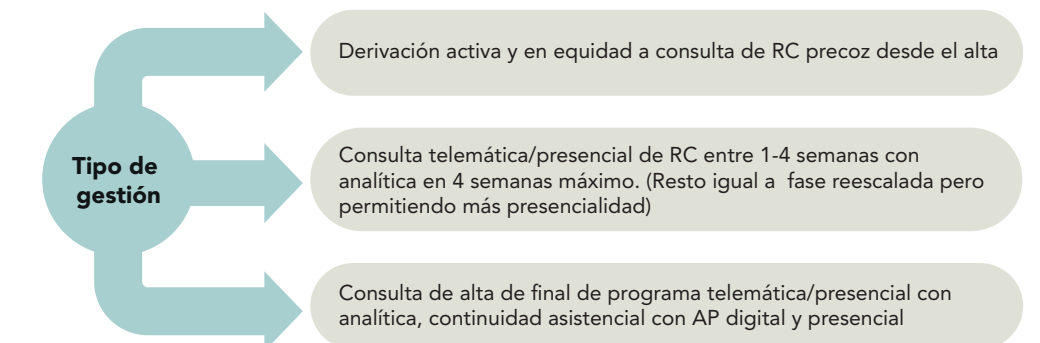 Tipo de
gestión
Derivación activa y en equidad a consulta de RC precoz desde el alta
Consulta telemática/presencial de RC entre 1-4 semanas con
analítica en 4 semanas máximo. (Resto igual a fase reescalada pero
permitiendo más presencialidad)
Consulta de alta de final de programa telemática/presencial con
analítica, continuidad asistencial con AP digital y presencial